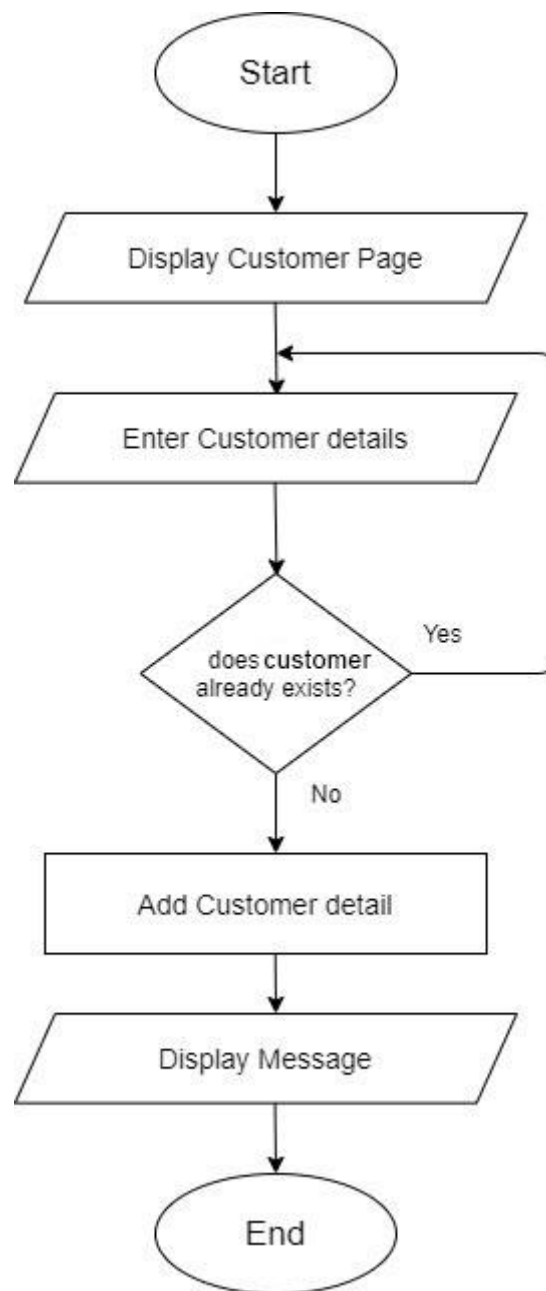 Start
Display Customer Page
Enter Customer details
Yes
does customer
already exists?
No
Add Customer detail
Display Message
End